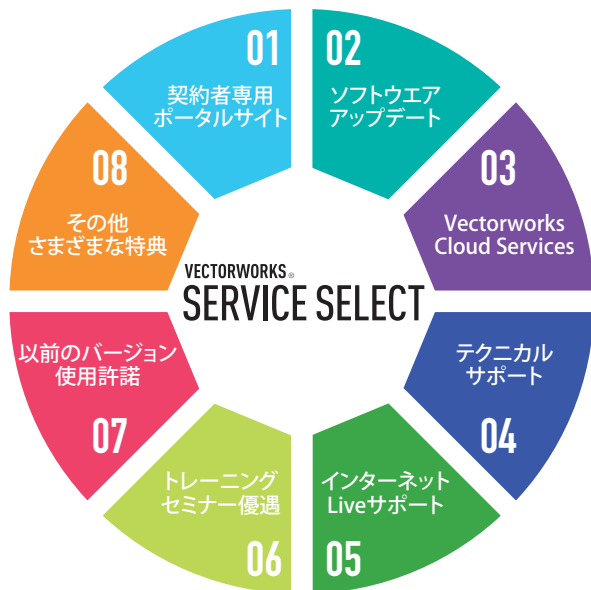 01
契約者専用
ポータルサイト
02
ソフトウエア
アップデート
03
Vectorworks
Cloud Services
テクニカル
サポート
04
インターネット
Liveサポート
05
トレーニング
セミナー優遇
06
以前のバージョン
使用許諾
07
08
その他
さまざまな特典
VECTORWORKS®
SERVICE SELECT